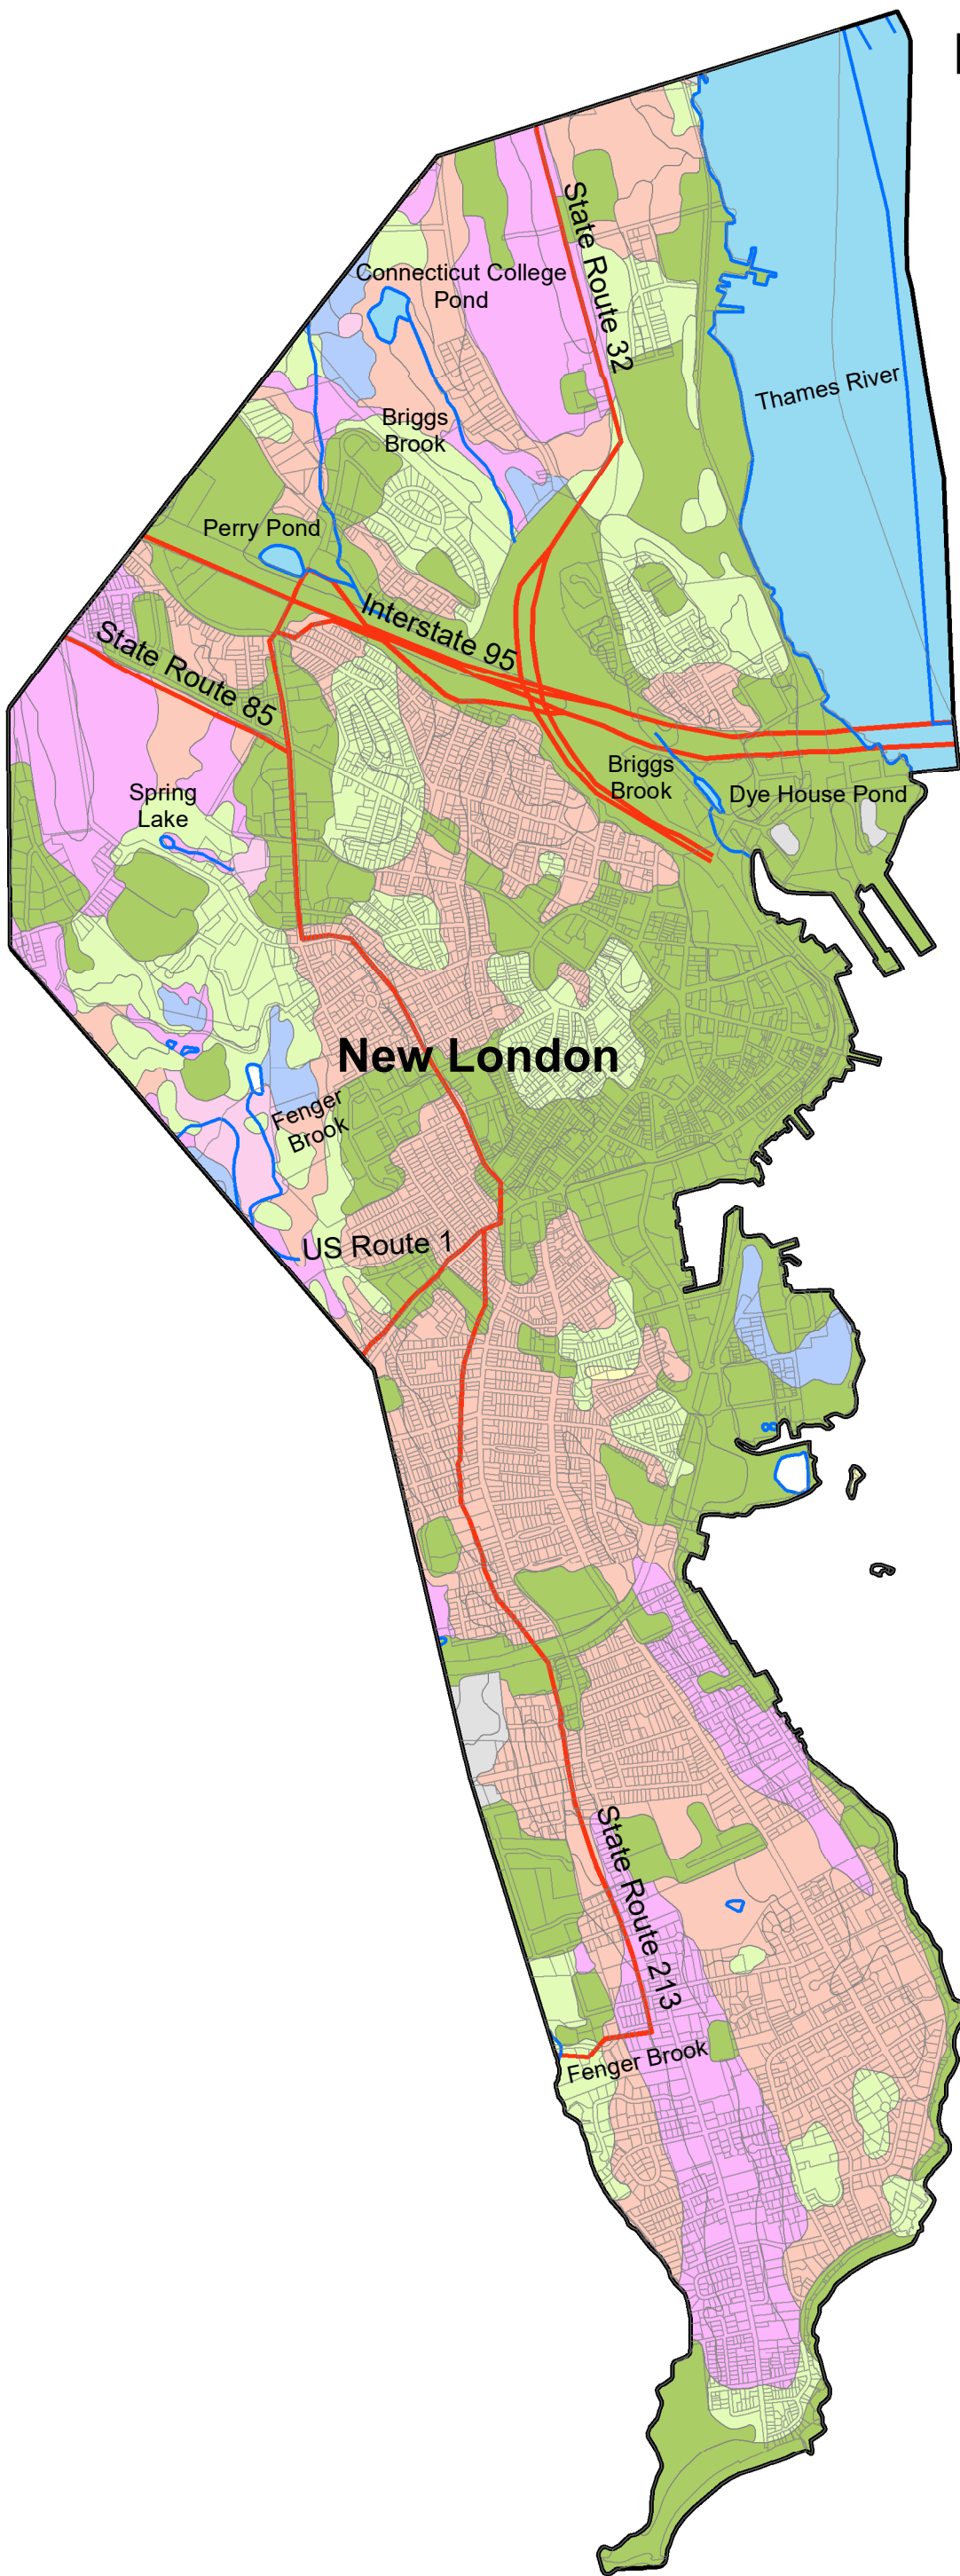 State Route 32
Connecticut College
Pond
Thames River
Briggs
Brook
Perry Pond
Interstate 95
State Route 85
Briggs
Brook
Dye House Pond
Spring
Lake
New London
Fenger
Brook
US Route 1
State Route 213
Fenger Brook